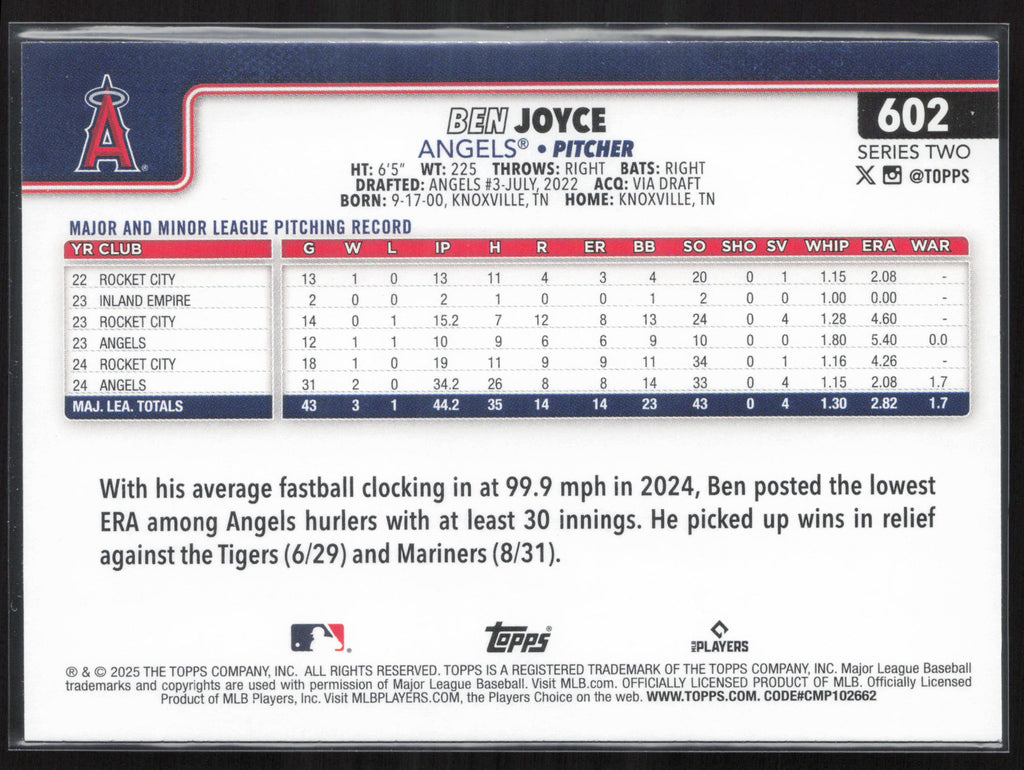 BEN JOYCE
602
ANGELS® • PITCHER
SERIES TWO
HT: 6'5" WT: 225 THROWS: RIGHT BATS: RIGHT
@TOPPS
DRAFTED: ANGELS #3-JULY, 2022 ACQ: VIA DRAFT
BORN: 9-17-00, KNOXVILLE, TN HOME: KNOXVILLE, TN
MAJOR AND MINOR LEAGUE PITCHING RECORD
YR CLUB G W L IP H R ER BB SO SHO SV WHIP ERA WAR
22 ROCKET CITY 13 1 0 13 11 4 3 4 20 0 1 1.15 2.08 -
23 INLAND EMPIRE 2 0 0 2 1 0 0 1 2 0 0 1.00 0.00 -
23 ROCKET CITY 14 0 1 15.2 7 12 8 13 24 0 4 1.28 4.60 -
23 ANGELS 12 1 1 10 9 6 6 9 10 0 0 1.80 5.40 0.0
24 ROCKET CITY 18 1 0 19 11 9 9 11 34 0 1 1.16 4.26 -
24 ANGELS 31 2 0 34.2 26 8 8 14 33 0 4 1.15 2.08 1.7
MAJ. LEA. TOTALS 43 3 1 44.2 35 14 14 23 43 0 4 1.30 2.82 1.7
With his average fastball clocking in at 99.9 mph in 2024, Ben posted the lowest
ERA among Angels hurlers with at least 30 innings. He picked up wins in relief
against the Tigers (6/29) and Mariners (8/31).
TOPPS® MLB PLAYERS
® & © 2025 THE TOPPS COMPANY, INC. ALL RIGHTS RESERVED. TOPPS IS A REGISTERED TRADEMARK OF THE TOPPS COMPANY, INC. Major League Baseball
trademarks and copyrights are used with permission of Major League Baseball. Visit MLB.com. OFFICIALLY LICENSED PRODUCT OF MLB. Officially Licensed
Product of MLB Players, Inc. Visit MLBPLAYERS.COM, the Players Choice on the web. WWW.TOPPS.COM. CODE#CMP102662